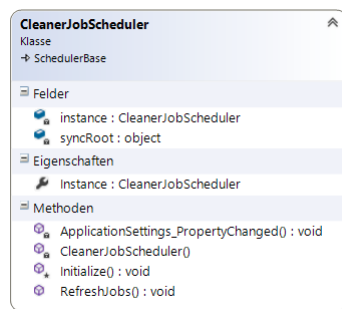 CleanerJobScheduler
Klasse
SchedulerBase
Felder
instance : CleanerJobScheduler
syncRoot : object
Eigenschaften
Instance : CleanerJobScheduler
Methoden
ApplicationSettings_PropertyChanged() : void
CleanerJobScheduler()
Initialize() : void
RefreshJobs() : void